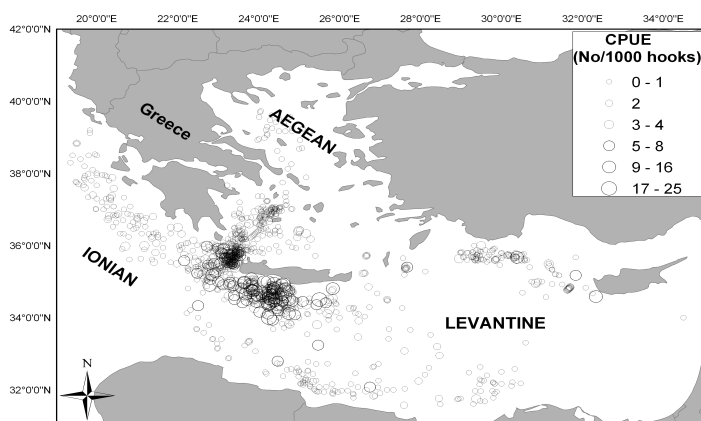 20°0'0"E 22°0'0"E 24°0'0"E 26°0'0"E 28°0'0"E 30°0'0"E 32°0'0"E 34°0'0"E
42°0'0"N
40°0'0"N
38°0'0"N
36°0'0"N
34°0'0"N
32°0'0"N
CPUE
(No/1000 hooks)
0 - 1
2
3 - 4
5 - 8
9 - 16
17 - 25
Greece
AEGEAN
IONIAN
LEVANTINE
N